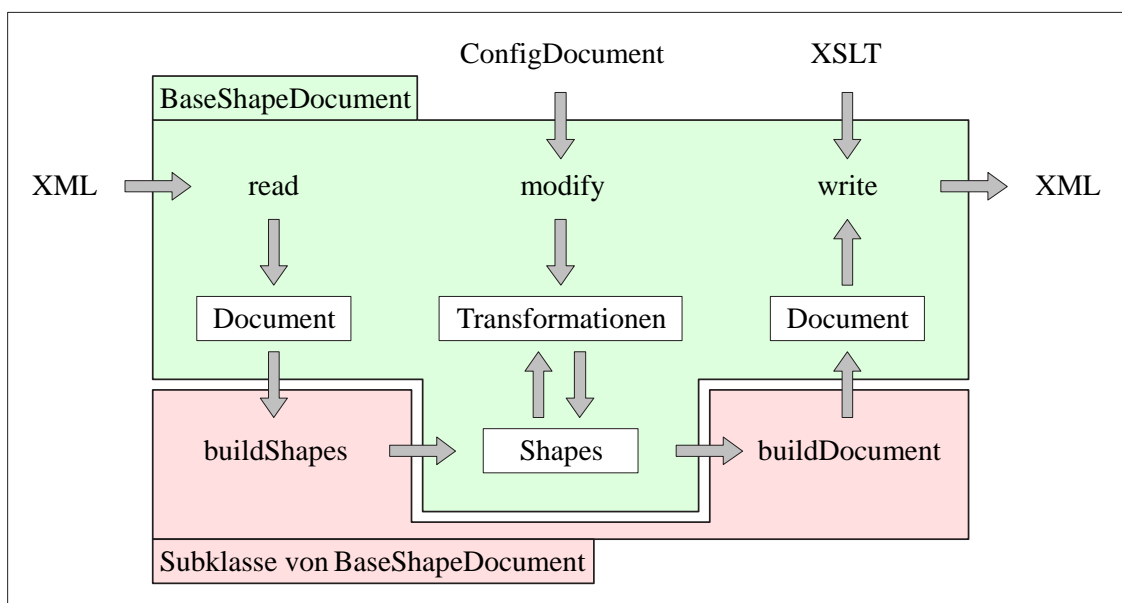 ConfigDocument
XSLT
BaseShapeDocument
XML
read
modify
write
XML
Document
Transformationen
Document
buildShapes
Shapes
buildDocument
Subklasse von BaseShapeDocument